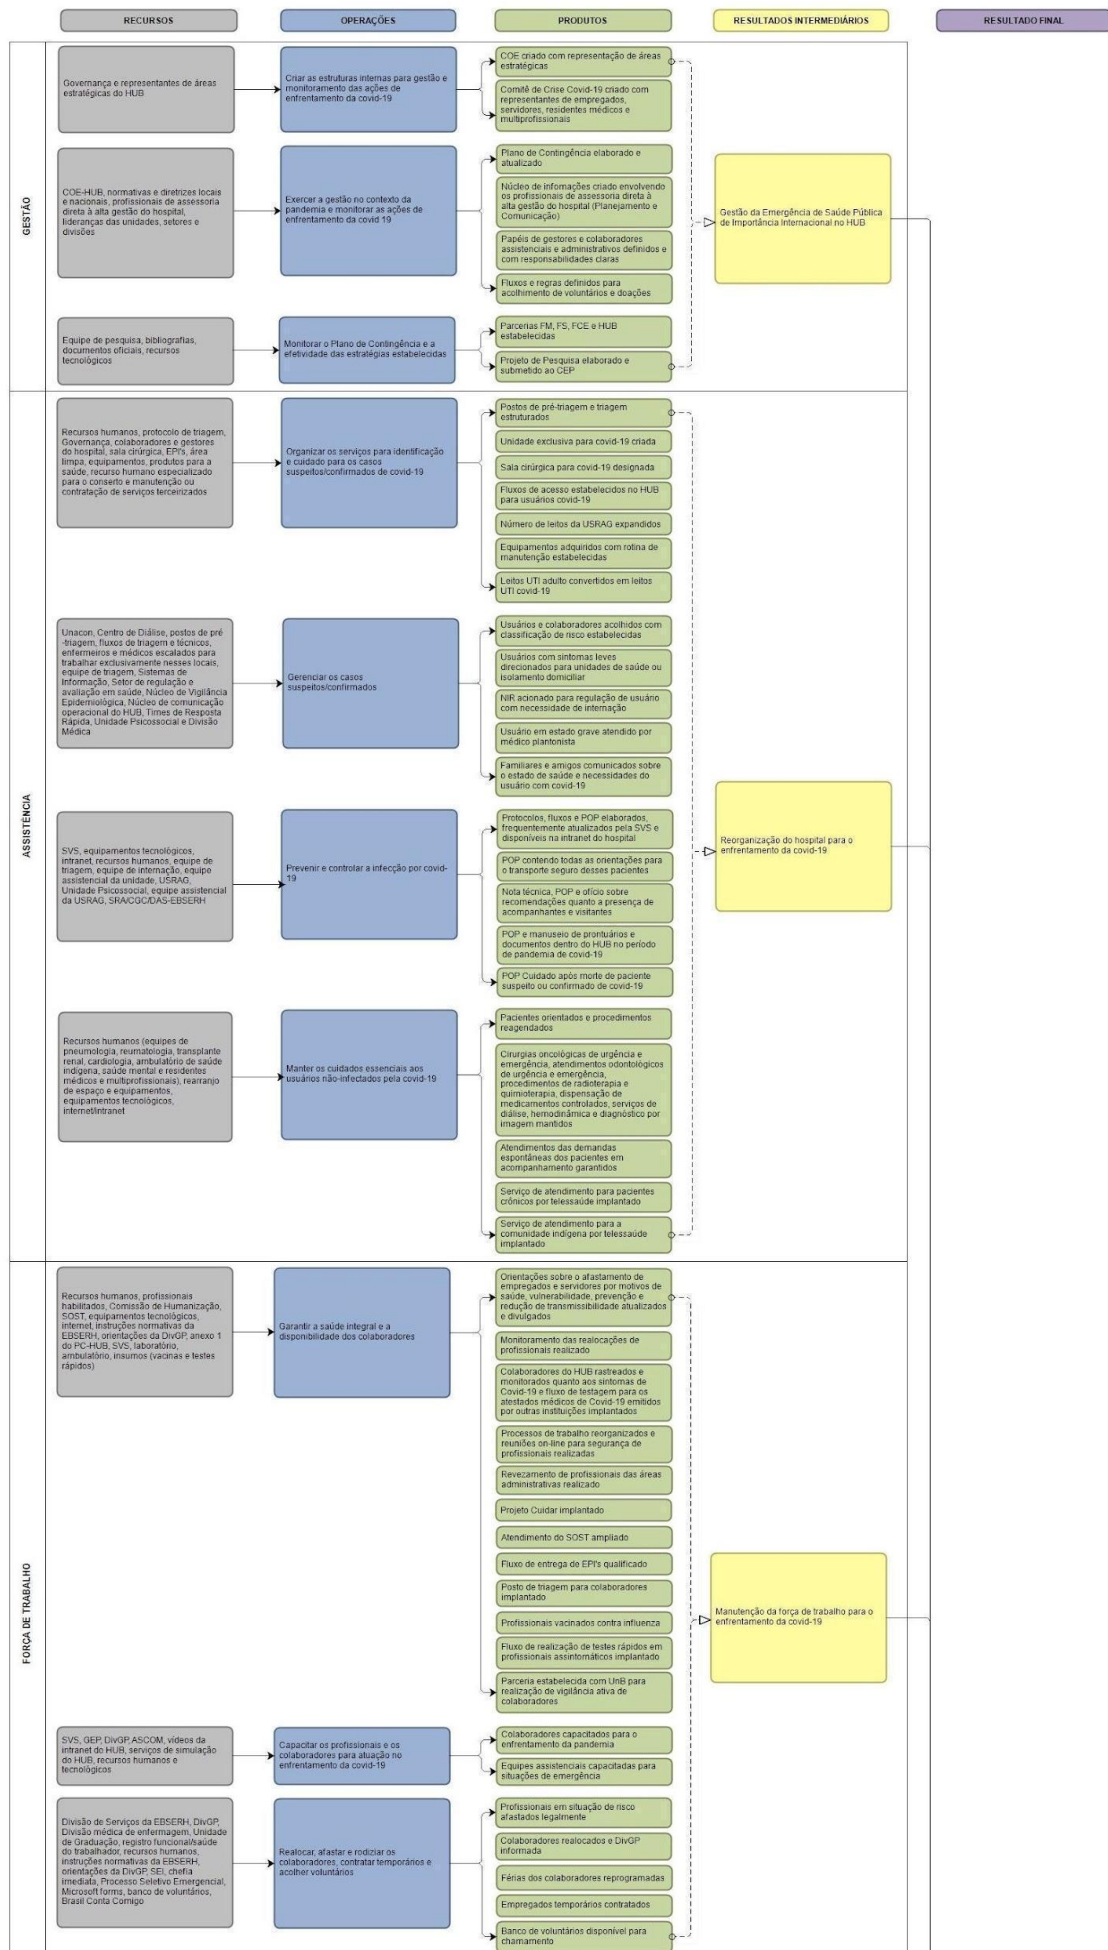 RECURSOS
OPERAÇÕES
PRODUTOS
RESULTADOS INTERMEDIÁRIOS
RESULTADO FINAL
GESTÃO
Governança e representantes de áreas
estratégicas do HUB
Criar as estruturas internas para gestão e
monitoramento das ações de
enfrentamento da covid-19
COE criado com representação de áreas
estratégicas
Comitê de Crise Covid-19 criado com
representantes de empregados,
servidores, residentes médicos e
multiprofissionais
COE-HUB, normativas e diretrizes locais
e nacionais, profissionais de assessoria
direta à alta gestão do hospital,
lideranças das unidades, setores e
divisões
Exercer a gestão no contexto da
pandemia e monitorar as ações de
enfrentamento da covid 19
Plano de Contingência elaborado e
atualizado
Núcleo de informações criado envolvendo
os profissionais de assessoria direta à
alta gestão do hospital (Planejamento e
Comunicação)
Papéis de gestores e colaboradores
assistenciais e administrativos definidos e
com responsabilidades claras
Fluxos e regras definidos para
acolhimento de voluntários e doações
Equipe de pesquisa, bibliografias,
documentos oficiais, recursos
tecnológicos
Monitorar o Plano de Contingência e a
efetividade das estratégias estabelecidas
Parcerias FM, FS, FCE e HUB
estabelecidas
Projeto de Pesquisa elaborado e
submetido ao CEP
Gestão da Emergência de Saúde Pública
de Importância Internacional no HUB
ASSISTÊNCIA
Recursos humanos, protocolo de triagem,
Governança, colaboradores e gestores
do hospital, sala cirúrgica, EPI's, área
limpa, equipamentos, produtos para a
saúde, recurso humano especializado
para o conserto e manutenção ou
contratação de serviços terceirizados
Organizar os serviços para identificação
e cuidado para os casos
suspeitos/confirmados de covid-19
Postos de pré-triagem e triagem
estruturados
Unidade exclusiva para covid-19 criada
Sala cirúrgica para covid-19 designada
Fluxos de acesso estabelecidos no HUB
para usuários covid-19
Número de leitos da USRAG expandidos
Equipamentos adquiridos com rotina de
manutenção estabelecidas
Leitos UTI adulto convertidos em leitos
UTI covid-19
Unacon, Centro de Diálise, postos de pré
-triagem, fluxos de triagem e técnicos,
enfermeiros e médicos escalados para
trabalhar exclusivamente nesses locais,
equipe de triagem, Sistemas de
Informação, Setor de regulação e
avaliação em saúde, Núcleo de Vigilância
Epidemiológica, Núcleo de comunicação
operacional do HUB, Times de Resposta
Rápida, Unidade Psicossocial e Divisão
Médica
Gerenciar os casos
suspeitos/confirmados
Usuários e colaboradores acolhidos com
classificação de risco estabelecidas
Usuários com sintomas leves
direcionados para unidades de saúde ou
isolamento domiciliar
NIR acionado para regulação de usuário
com necessidade de internação
Usuário em estado grave atendido por
médico plantonista
Familiares e amigos comunicados sobre
o estado de saúde e necessidades do
usuário com covid-19
SVS, equipamentos tecnológicos,
intranet, recursos humanos, equipe de
triagem, equipe de internação, equipe
assistencial da unidade, USRAG,
Unidade Psicossocial, equipe assistencial
da USRAG, SRA/CGC/DAS-EBSERH
Prevenir e controlar a infecção por covid-
19
Protocolos, fluxos e POP elaborados,
frequentemente atualizados pela SVS e
disponíveis na intranet do hospital
POP contendo todas as orientações para
o transporte seguro desses pacientes
Nota técnica, POP e ofício sobre
recomendações quanto a presença de
acompanhantes e visitantes
POP e manuseio de prontuários e
documentos dentro do HUB no período
de pandemia de covid-19
POP Cuidado após morte de paciente
suspeito ou confirmado de covid-19
Reorganização do hospital para o
enfrentamento da covid-19
Recursos humanos (equipes de
pneumologia, reumatologia, transplante
renal, cardiologia, ambulatório de saúde
indígena, saúde mental e residentes
médicos e multiprofissionais), rearranjo
de espaço e equipamentos,
equipamentos tecnológicos,
internet/intranet
Manter os cuidados essenciais aos
usuários não-infectados pela covid-19
Pacientes orientados e procedimentos
reagendados
Cirurgias oncológicas de urgência e
emergência, atendimentos odontológicos
de urgência e emergência,
procedimentos de radioterapia e
quimioterapia, dispensação de
medicamentos controlados, serviços de
diálise, hemodinâmica e diagnóstico por
imagem mantidos
Atendimentos das demandas
espontâneas dos pacientes em
acompanhamento garantidos
Serviço de atendimento para pacientes
crônicos por telessaúde implantado
Serviço de atendimento para a
comunidade indígena por telessaúde
implantado
FORÇA DE TRABALHO
Recursos humanos, profissionais
habilitados, Comissão de Humanização,
SOST, equipamentos tecnológicos,
internet, instruções normativas da
EBSERH, orientações da DivGP, anexo 1
do PC-HUB, SVS, laboratório,
ambulatório, insumos (vacinas e testes
rápidos)
Garantir a saúde integral e a
disponibilidade dos colaboradores
Orientações sobre o afastamento de
empregados e servidores por motivos de
saúde, vulnerabilidade, prevenção e
redução de transmissibilidade atualizados
e divulgados
Monitoramento das realocações de
profissionais realizado
Colaboradores do HUB rastreados e
monitorados quanto aos sintomas de
Covid-19 e fluxo de testagem para os
atestados médicos de Covid-19 emitidos
por outras instituições implantados
Processos de trabalho reorganizados e
reuniões on-line para segurança de
profissionais realizadas
Revezamento de profissionais das áreas
administrativas realizado
Projeto Cuidar implantado
Atendimento do SOST ampliado
Fluxo de entrega de EPI's qualificado
Posto de triagem para colaboradores
implantado
Profissionais vacinados contra influenza
Fluxo de realização de testes rápidos em
profissionais assintomáticos implantado
Parceria estabelecida com UnB para
realização de vigilância ativa de
colaboradores
Manutenção da força de trabalho para o
enfrentamento da covid-19
SVS, GEP, DivGP, ASCOM, vídeos da
intranet do HUB, serviços de simulação
do HUB, recursos humanos e
tecnológicos
Capacitar os profissionais e os
colaboradores para atuação no
enfrentamento da covid-19
Colaboradores capacitados para o
enfrentamento da pandemia
Equipes assistenciais capacitadas para
situações de emergência
Divisão de Serviços da EBSERH, DivGP,
Divisão médica de enfermagem, Unidade
de Graduação, registro funcional/saúde
do trabalhador, recursos humanos,
instruções normativas da EBSERH,
orientações da DivGP, SEI, chefia
imediata, Processo Seletivo Emergencial,
Microsoft forms, banco de voluntários,
Brasil Conta Comigo
Realocar, afastar e rodiziar os
colaboradores, contratar temporários e
acolher voluntários
Profissionais em situação de risco
afastados legalmente
Colaboradores realocados e DivGP
informada
Férias dos colaboradores reprogramadas
Empregados temporários contratados
Banco de voluntários disponível para
chamamento